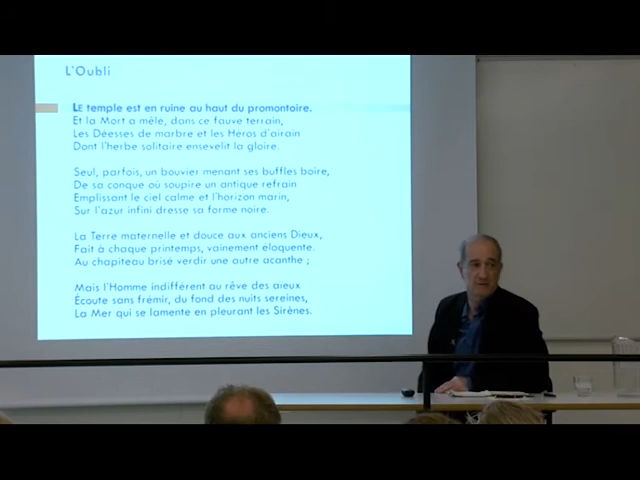 L'Oubli
LE temple est en ruine au haut du promontoire.
Et la Mort a mêlé, dans ce fauve terrain,
Les Déesses de marbre et les Héros d'airain
Dont l'herbe solitaire ensevelit la gloire.
Seul, parfois, un bouvier menant ses buffles boire,
De sa conque où soupire un antique refrain
Emplissant le ciel calme et l'horizon marin,
Sur l'azur infini dresse sa forme noire.
La Terre maternelle et douce aux anciens Dieux,
Fait à chaque printemps, vainement éloquente.
Au chapiteau brisé verdir une autre acanthe ;
Mais l'Homme indifférent au rêve des aïeux
Écoute sans frémir, du fond des nuits sereines,
La Mer qui se lamente en pleurant les Sirènes.